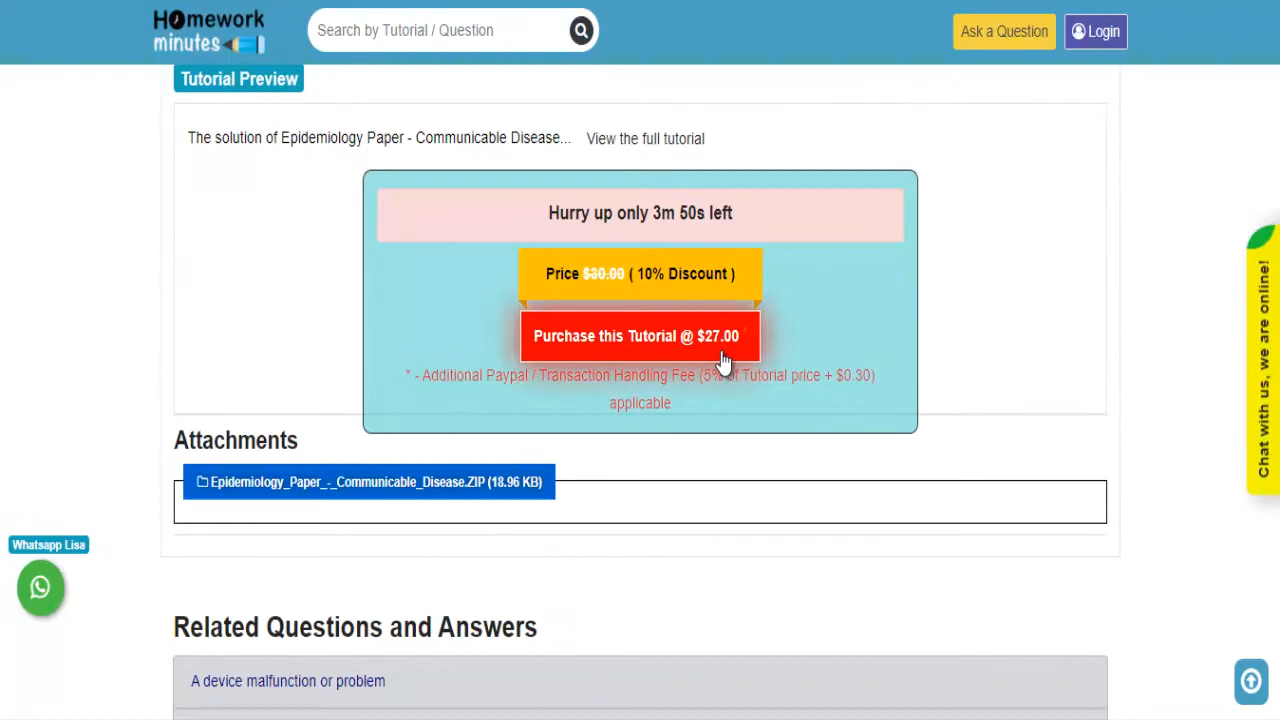 Homework
minutes
Search by Tutorial / Question
Ask a Question
Login
Tutorial Preview
The solution of Epidemiology Paper - Communicable Disease... View the full tutorial
Hurry up only 3m 50s left
Price $30.00 ( 10% Discount )
Purchase this Tutorial @ $27.00
* - Additional Paypal / Transaction Handling Fee (5% of Tutorial price + $0.30)
applicable
Attachments
Epidemiology_Paper_-_Communicable_Disease.ZIP (18.96 KB)
Chat with us, we are online!
Whatsapp Lisa
Related Questions and Answers
A device malfunction or problem